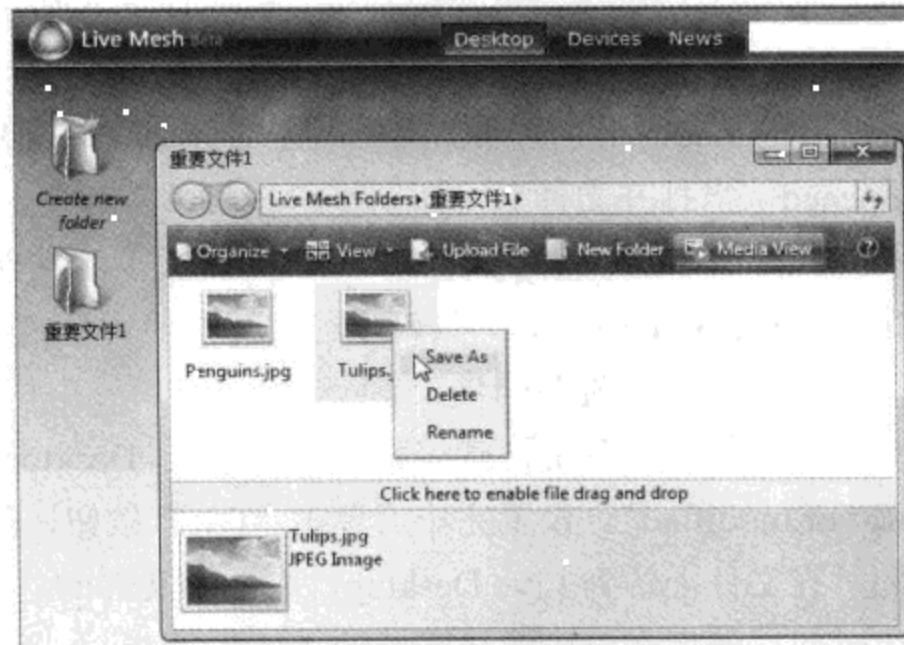 Live Mesh Beta
Desktop Devices News
Create new
folder
重要文件1
重要文件1
Live Mesh Folders▸ 重要文件1▸
Organize View Upload File New Folder Media View ?
Penguins.jpg
Save As
Delete
Rename
Click here to enable file drag and drop
Tulips.jpg
JPEG Image